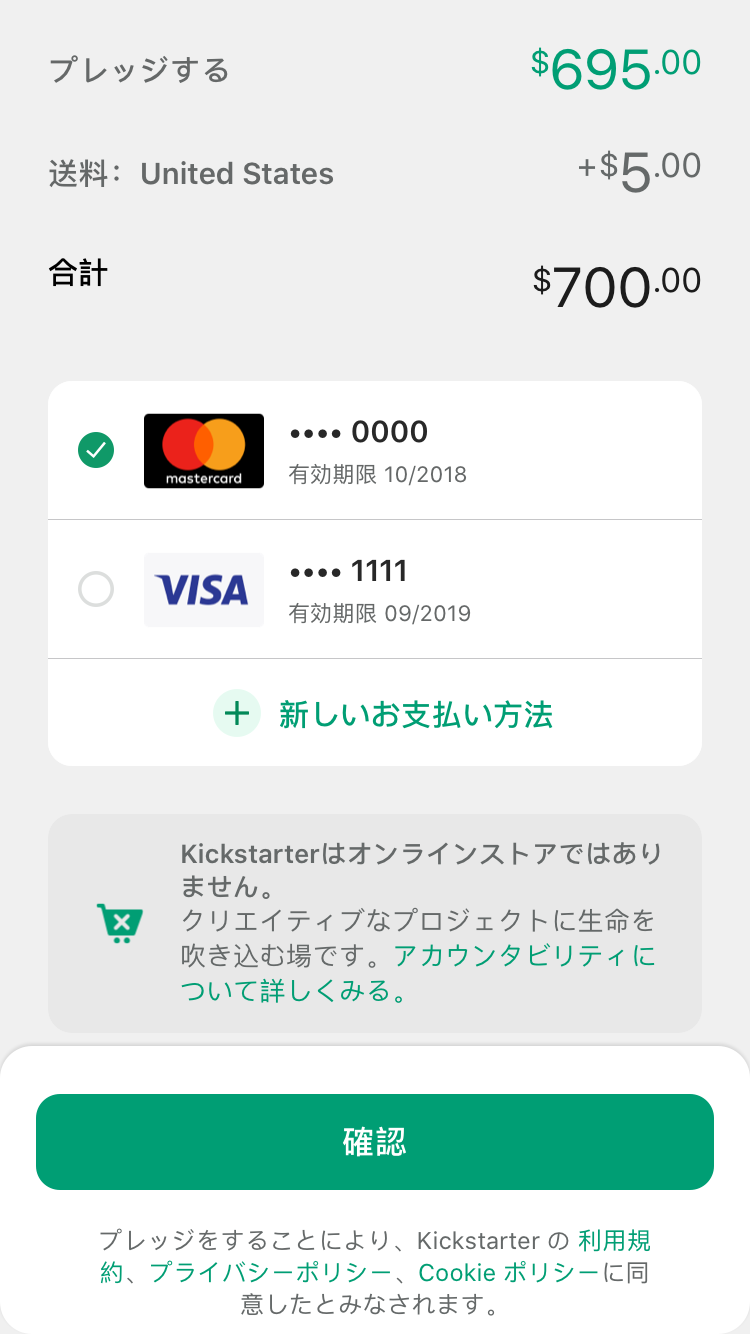 プレッジする $695.00
送料： United States +$5.00
合計 $700.00
mastercard
•••• 0000
有効期限 10/2018
VISA
•••• 1111
有効期限 09/2019
新しいお支払い方法
Kickstarterはオンラインストアではあり
ません。
クリエイティブなプロジェクトに生命を
吹き込む場です。アカウンタビリティに
ついて詳しくみる。
確認
プレッジをすることにより、Kickstarter の 利用規
約、プライバシーポリシー、Cookie ポリシーに同
意したとみなされます。